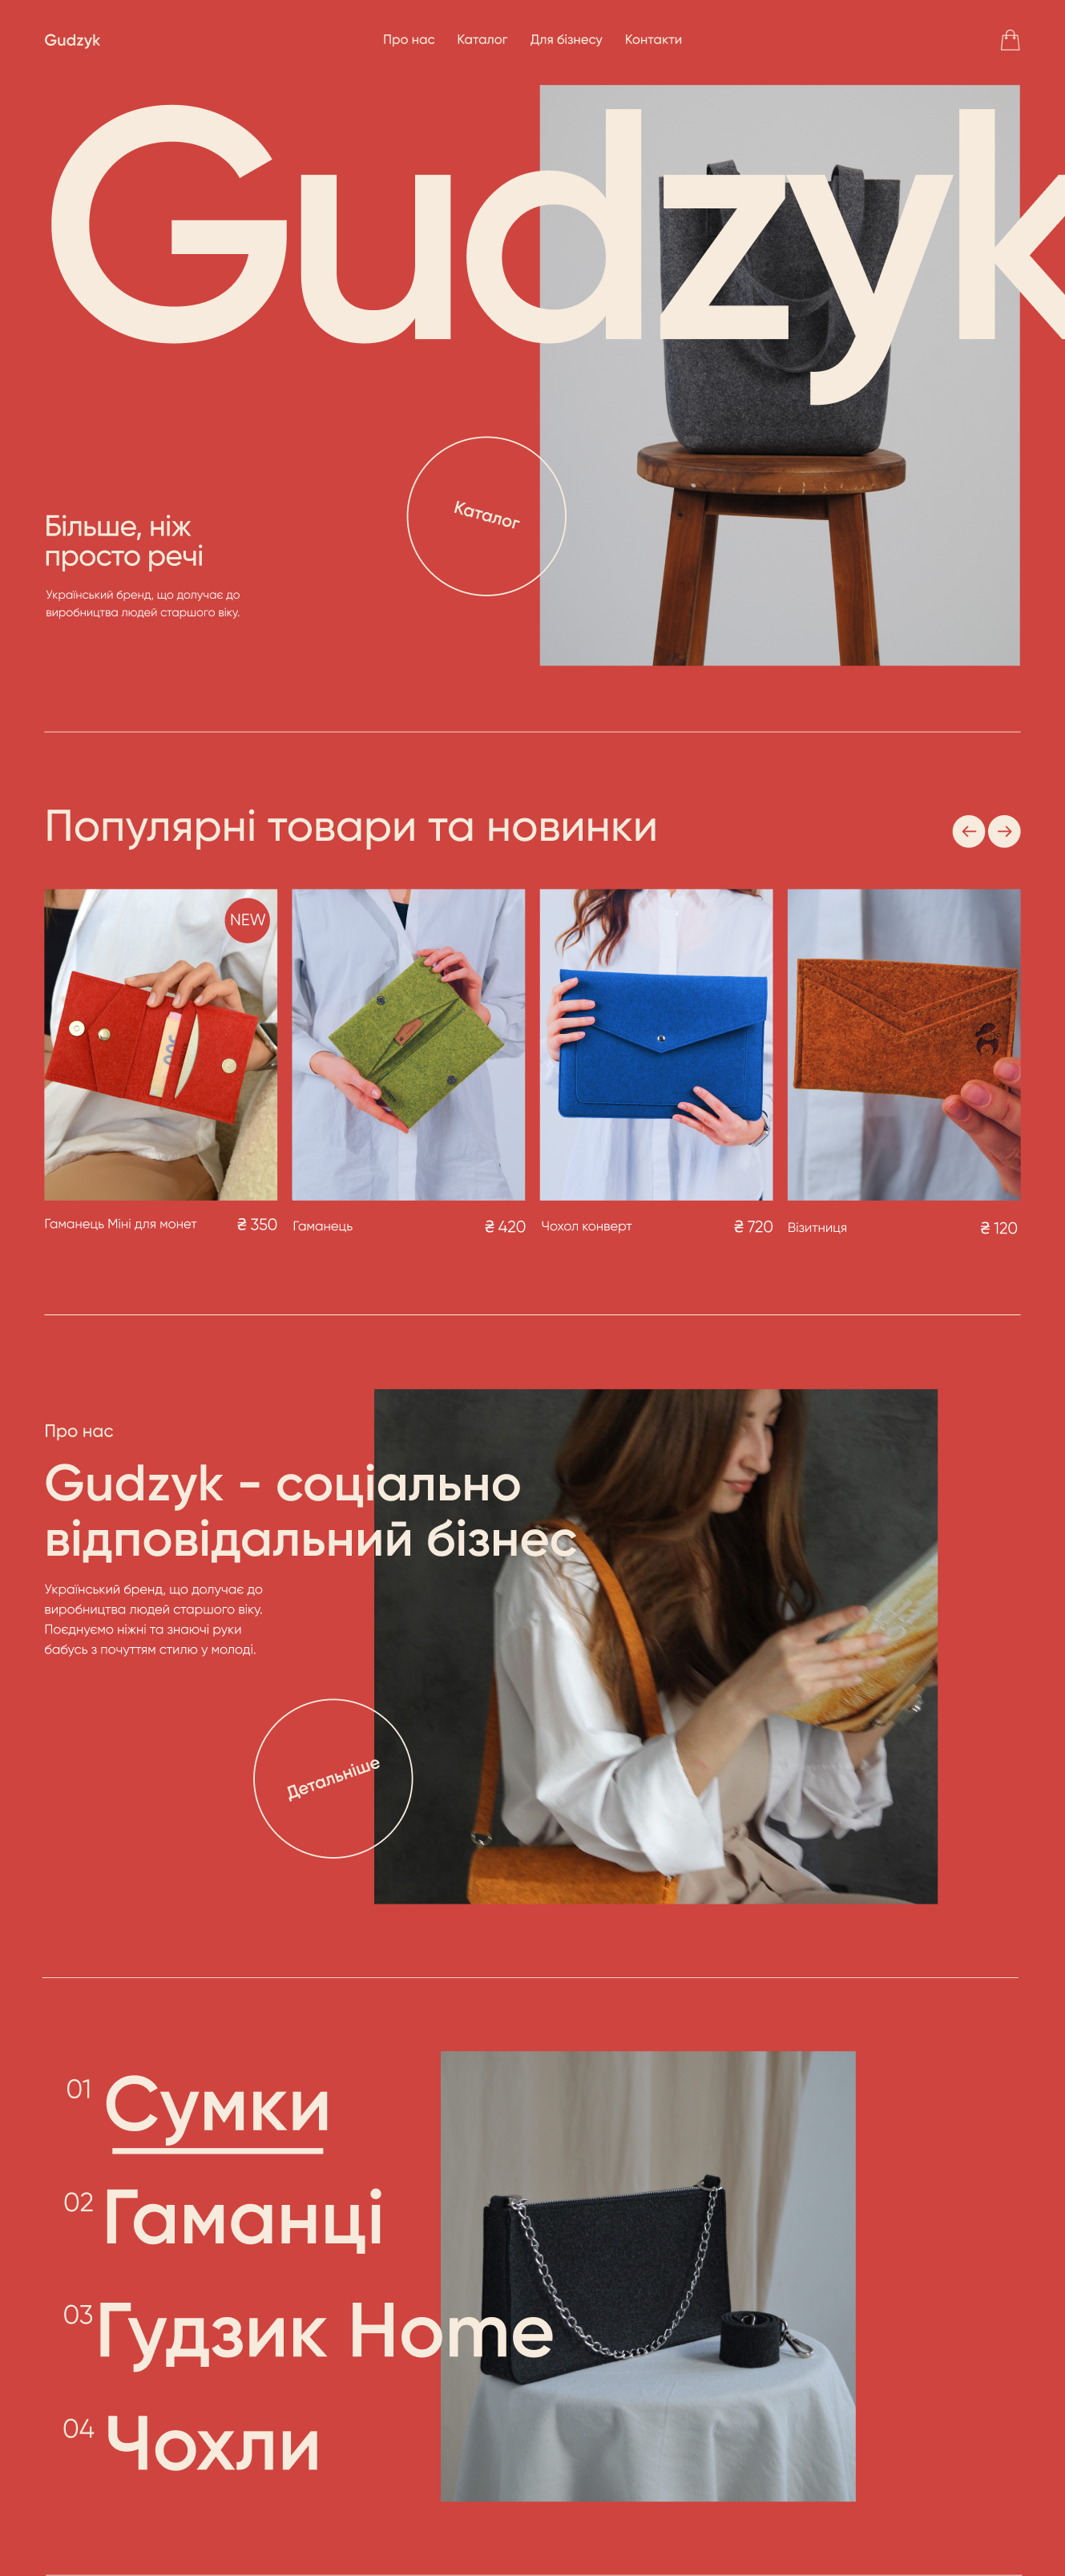 Gudzyk
Про нас
Каталог
Для бізнесу
Контакти
Gudzyk
Каталог
Більше, ніж
просто речі
Український бренд, що долучає до
виробництва людей старшого віку.
Популярні товари та новинки
NEW
Гаманець Міні для монет
₴ 350
Гаманець
₴ 420
Чохол конверт
₴ 720
Візитниця
₴ 120
Про нас
Gudzyk - соціально
відповідальний бізнес
Український бренд, що долучає до
виробництва людей старшого віку.
Поєднуємо ніжні та знаючі руки
бабусь з почуттям стилю у молоді.
Детальніше
01
Сумки
02
Гаманці
03
Гудзик Home
04
Чохли